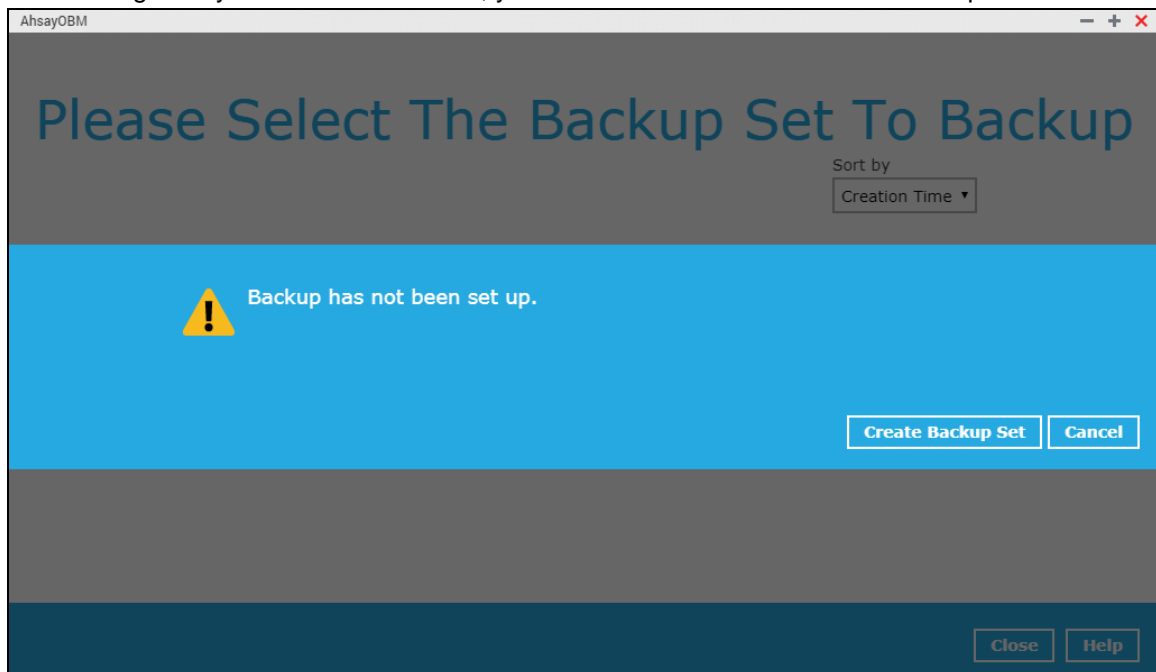 AhsayOBM
Please Select The Backup Set To Backup
Sort by
Creation Time
Backup has not been set up.
Create Backup Set Cancel
Close Help